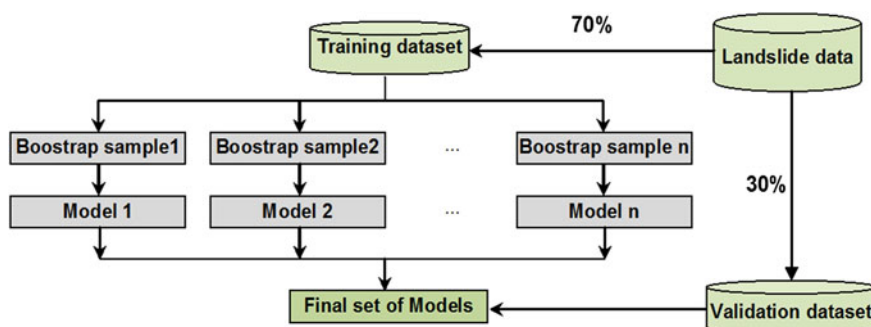 70%
Training dataset
Landslide data
Boostrap sample1
Boostrap sample2
...
Boostrap sample n
30%
Model 1
Model 2
...
Model n
Final set of Models
Validation dataset